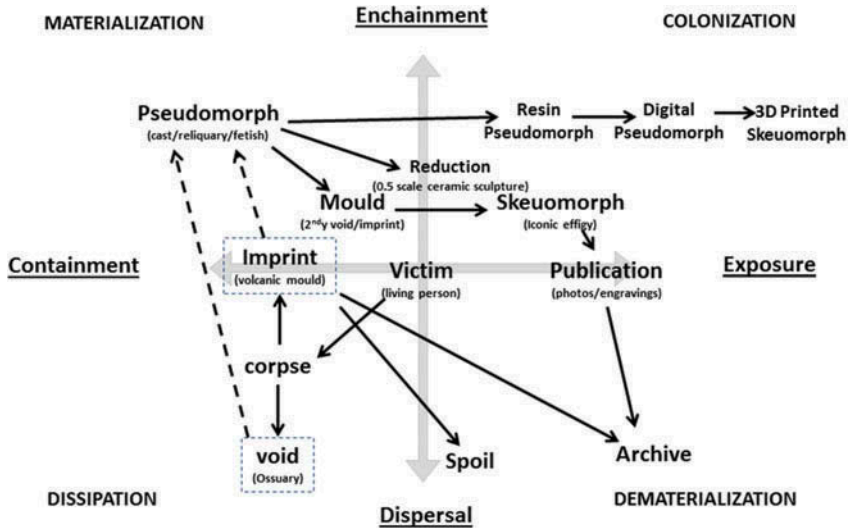 MATERIALIZATION
Enchainment
COLONIZATION
Pseudomorph
(cast/reliquary/fetish)
Resin
Pseudomorph
Digital
Pseudomorph
3D Printed
Skeuomorph
Reduction
(0.5 scale ceramic sculpture)
Mould
(2ndy void/imprint)
Skeuomorph
(Iconic effigy)
Containment
Imprint
(volcanic mould)
Victim
(living person)
Publication
(photos/engravings)
Exposure
corpse
void
(Ossuary)
Spoil
Archive
DISSIPATION
Dispersal
DEMATERIALIZATION